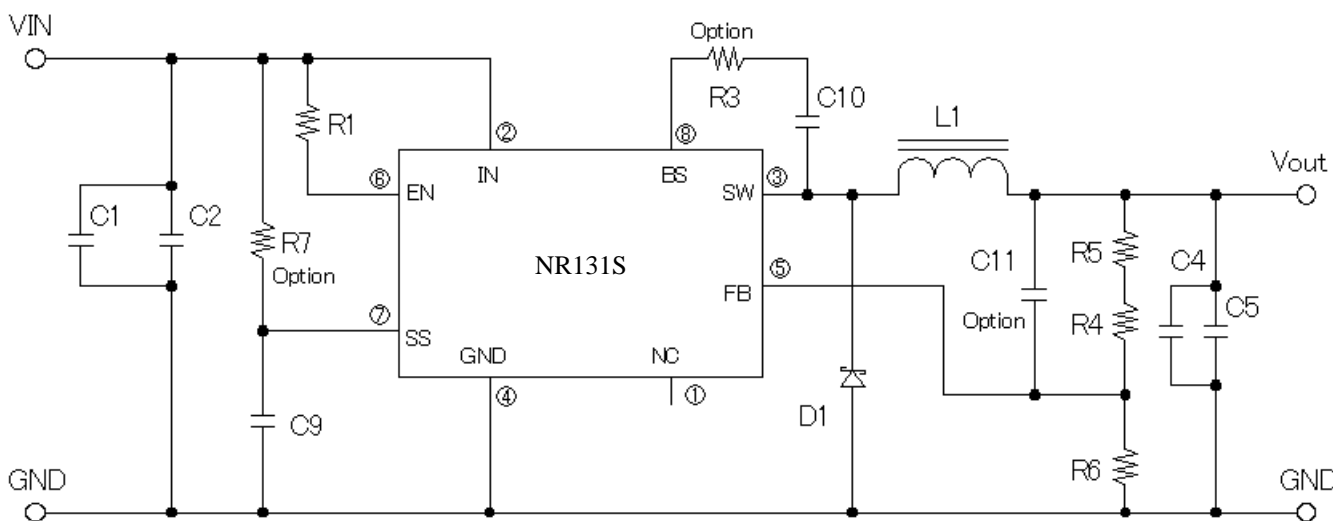 VIN
Option
R3
C10
L1
Vout
R1
②
⑧
③
⑥
EN
IN
BS
SW
C1
C2
R7
Option
NR131S
⑤
FB
C11
Option
R5
R4
C4
C5
⑦
SS
GND
NC
④
①
D1
C9
R6
GND
GND